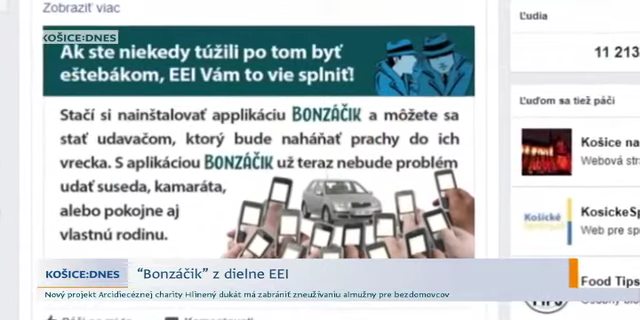 Zobraziť viac
KOŠICE:DNES
Ak ste niekedy túžili po tom byť
eštebákom, EEI Vám to vie splniť!
Stačí si nainštalovať applikáciu BONZÁČIK a môžete sa
stať udavačom, ktorý bude naháňať prachy do ich
vrecka. S aplikáciou BONZÁČIK už teraz nebude problém
udať suseda, kamaráta,
alebo pokojne aj
vlastnú rodinu.
Ľudia
11 213
Ľuďom sa tiež páči
Košice na
Webová str
KosickeSp
Web pre sp
Košické
Food Tips
KOŠICE:DNES
"Bonzáčik" z dielne EEI
Nový projekt Arcidiecéznej charity Hlinený dukát má zabrániť zneužívaniu almužny pre bezdomovcov